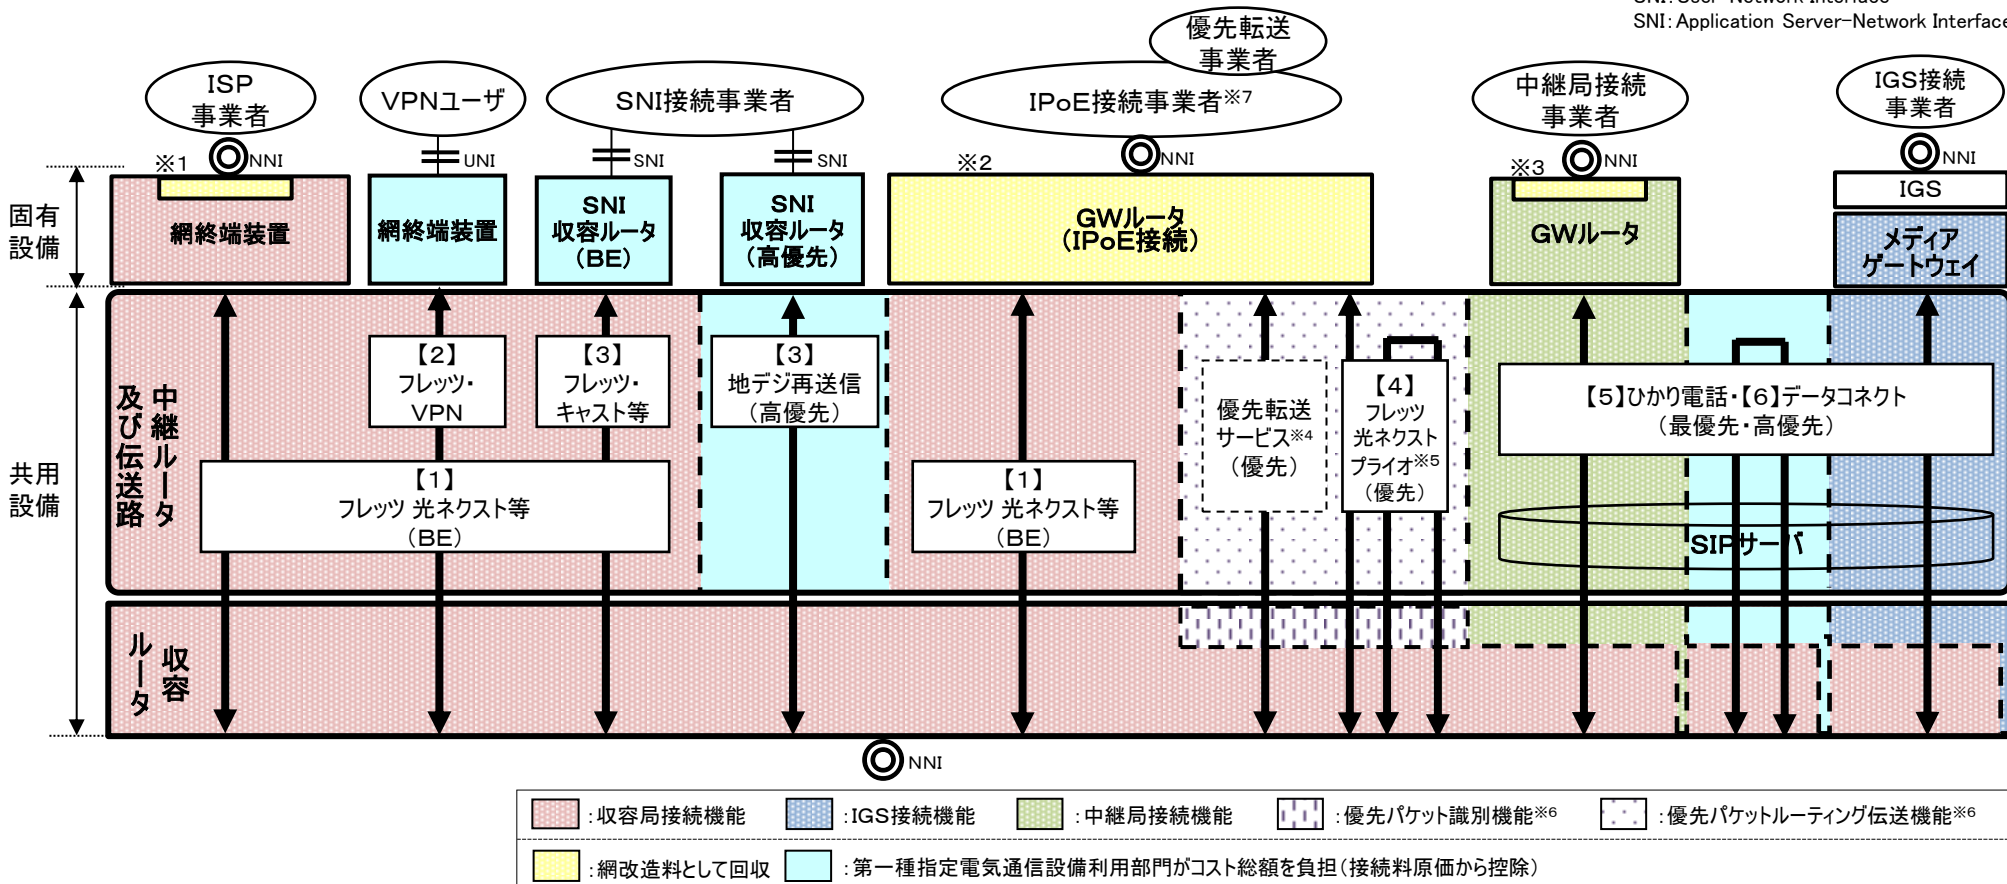 SNI：Application Server−Network Interface
優先転送
事業者
ISP
事業者
VPNユーザ
SNI接続事業者
IPoE接続事業者※7
中継局接続
事業者
IGS接続
事業者
※1
NNI
UNI
SNI
SNI
※2
NNI
※3
NNI
NNI
固有
設備
網終端装置
網終端装置
SNI
収容ルータ
（BE）
SNI
収容ルータ
（高優先）
GWルータ
（IPoE接続）
GWルータ
IGS
メディア
ゲートウェイ
共用
設備
中継ルータ
及び伝送路
【2】
フレッツ・
VPN
【3】
フレッツ・
キャスト等
【3】
地デジ再送信
（高優先）
【1】
フレッツ 光ネクスト等
（BE）
【1】
フレッツ 光ネクスト等
（BE）
優先転送
サービス※4
（優先）
【4】
フレッツ
光ネクスト
プライオ※5
（優先）
【5】ひかり電話・【6】データコネクト
（最優先・高優先）
SIPサーバ
収容
ルータ
NNI
：収容局接続機能
：IGS接続機能
：中継局接続機能
：優先パケット識別機能※6
：優先パケットルーティング伝送機能※6
：網改造料として回収
：第一種指定電気通信設備利用部門がコスト総額を負担（接続料原価から控除）